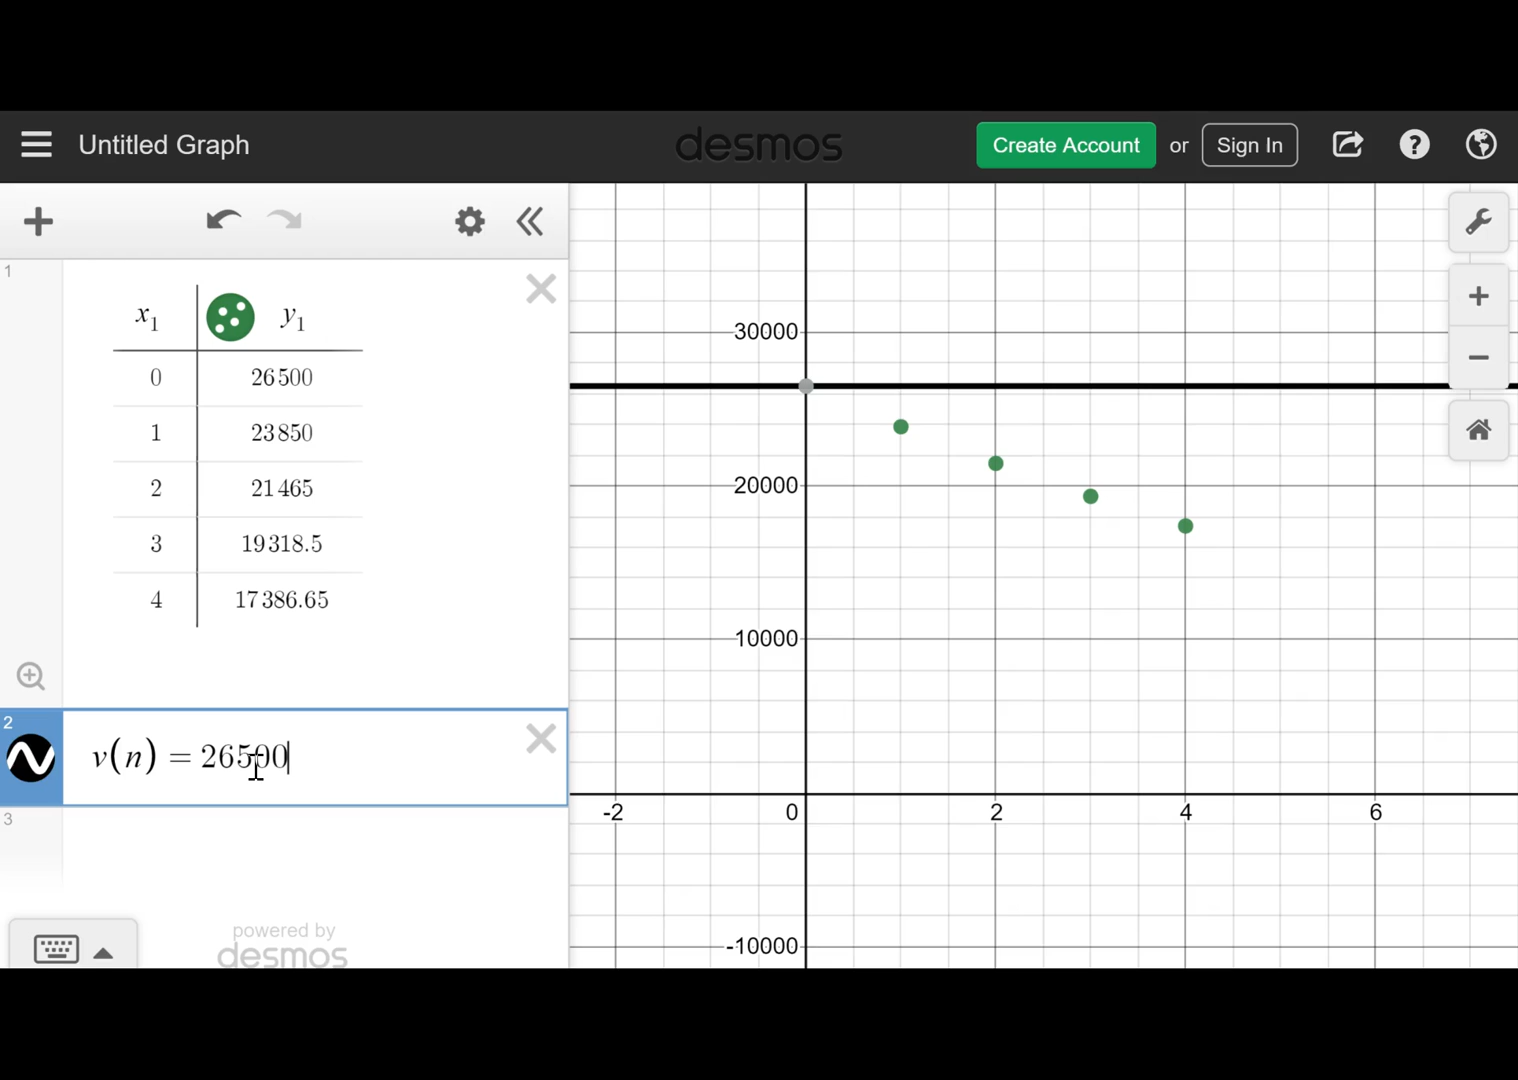 Untitled Graph
desmos
Create Account or Sign In
1
x₁ y₁
0 26500
1 23850
2 21465
3 19318.5
4 17386.65
2
v(n) = 26500
3
powered by
desmos
30000
20000
10000
-2 0 2 4 6
-10000